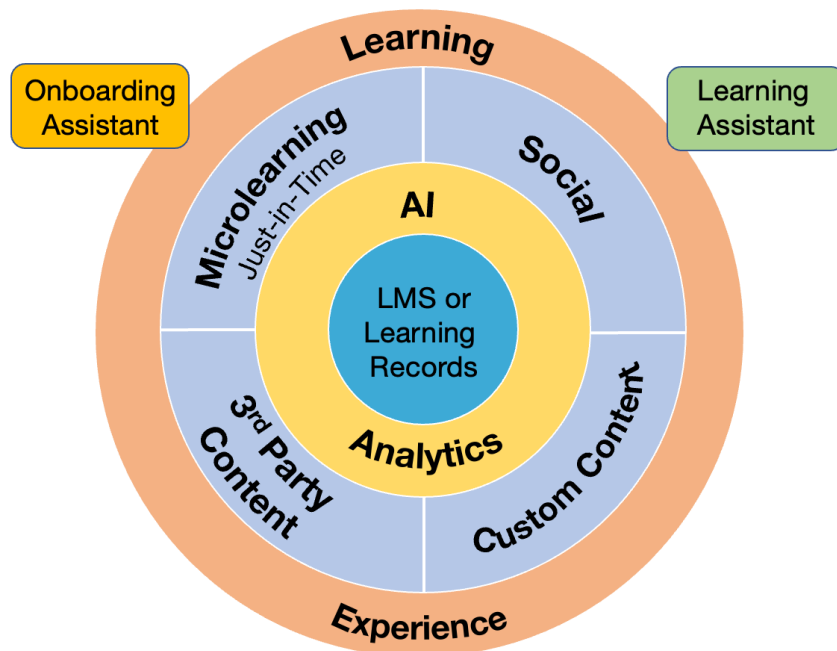 Learning
Onboarding
Assistant
Learning
Assistant
Microlearning
Just-in-Time
Social
AI
LMS or
Learning
Records
Analytics
3rd Party
Content
Custom Content
Experience